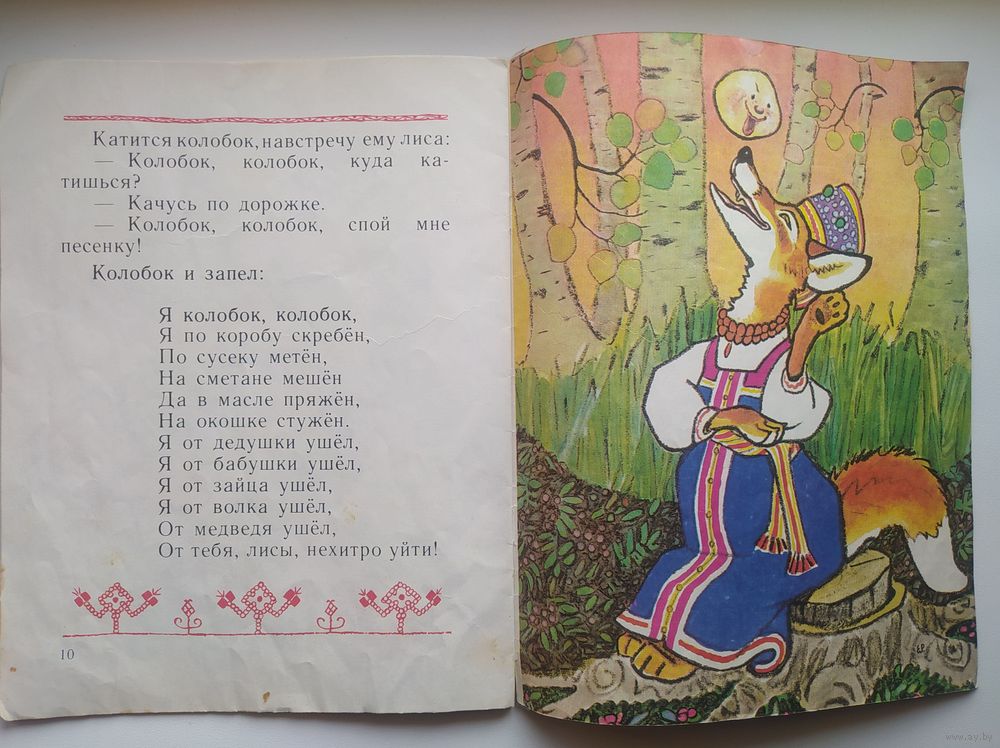 Катится колобок, навстречу ему лиса:
— Колобок, колобок, куда ка-
тишься?
— Качусь по дорожке.
— Колобок, колобок, спой мне
песенку!
Колобок и запел:
Я колобок, колобок,
Я по коробу скребён,
По сусеку метён,
На сметане мешён
Да в масле пряжён,
На окошке стужён.
Я от дедушки ушёл,
Я от бабушки ушёл,
Я от зайца ушёл,
Я от волка ушёл,
От медведя ушёл,
От тебя, лисы, нехитро уйти!
10
www.ay.by